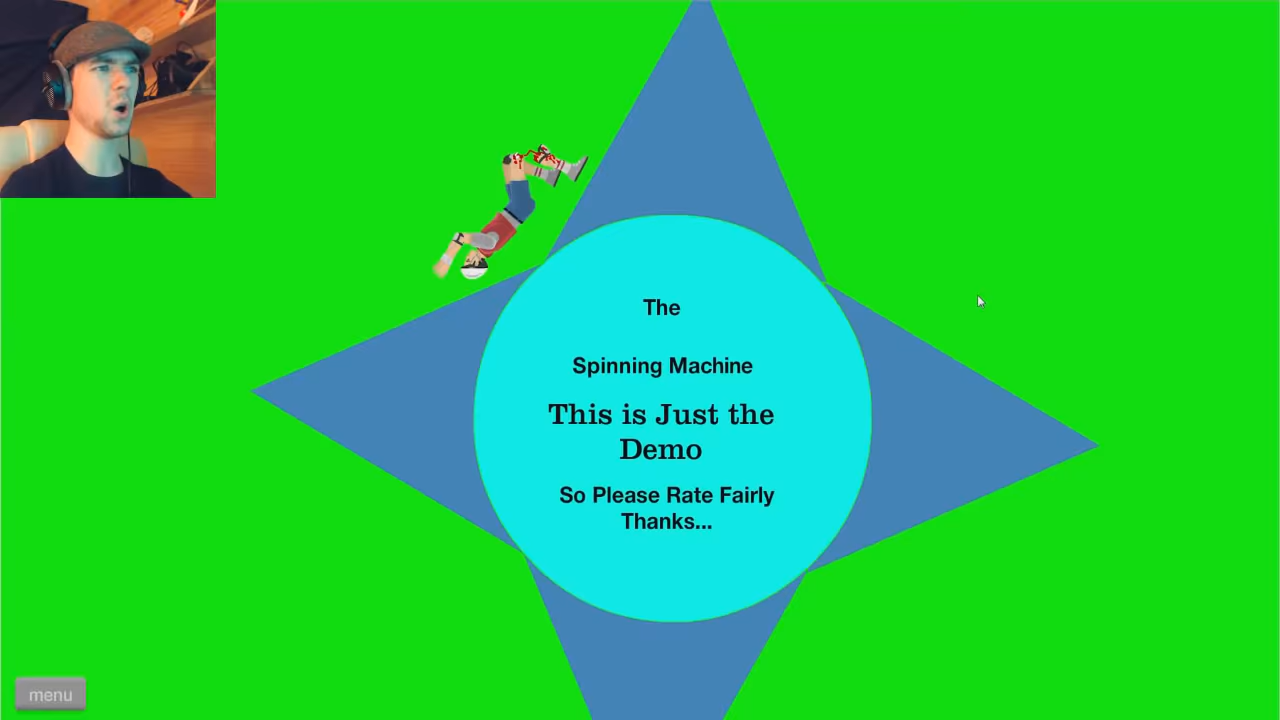 The
Spinning Machine
This is Just the
Demo
So Please Rate Fairly
Thanks...
menu